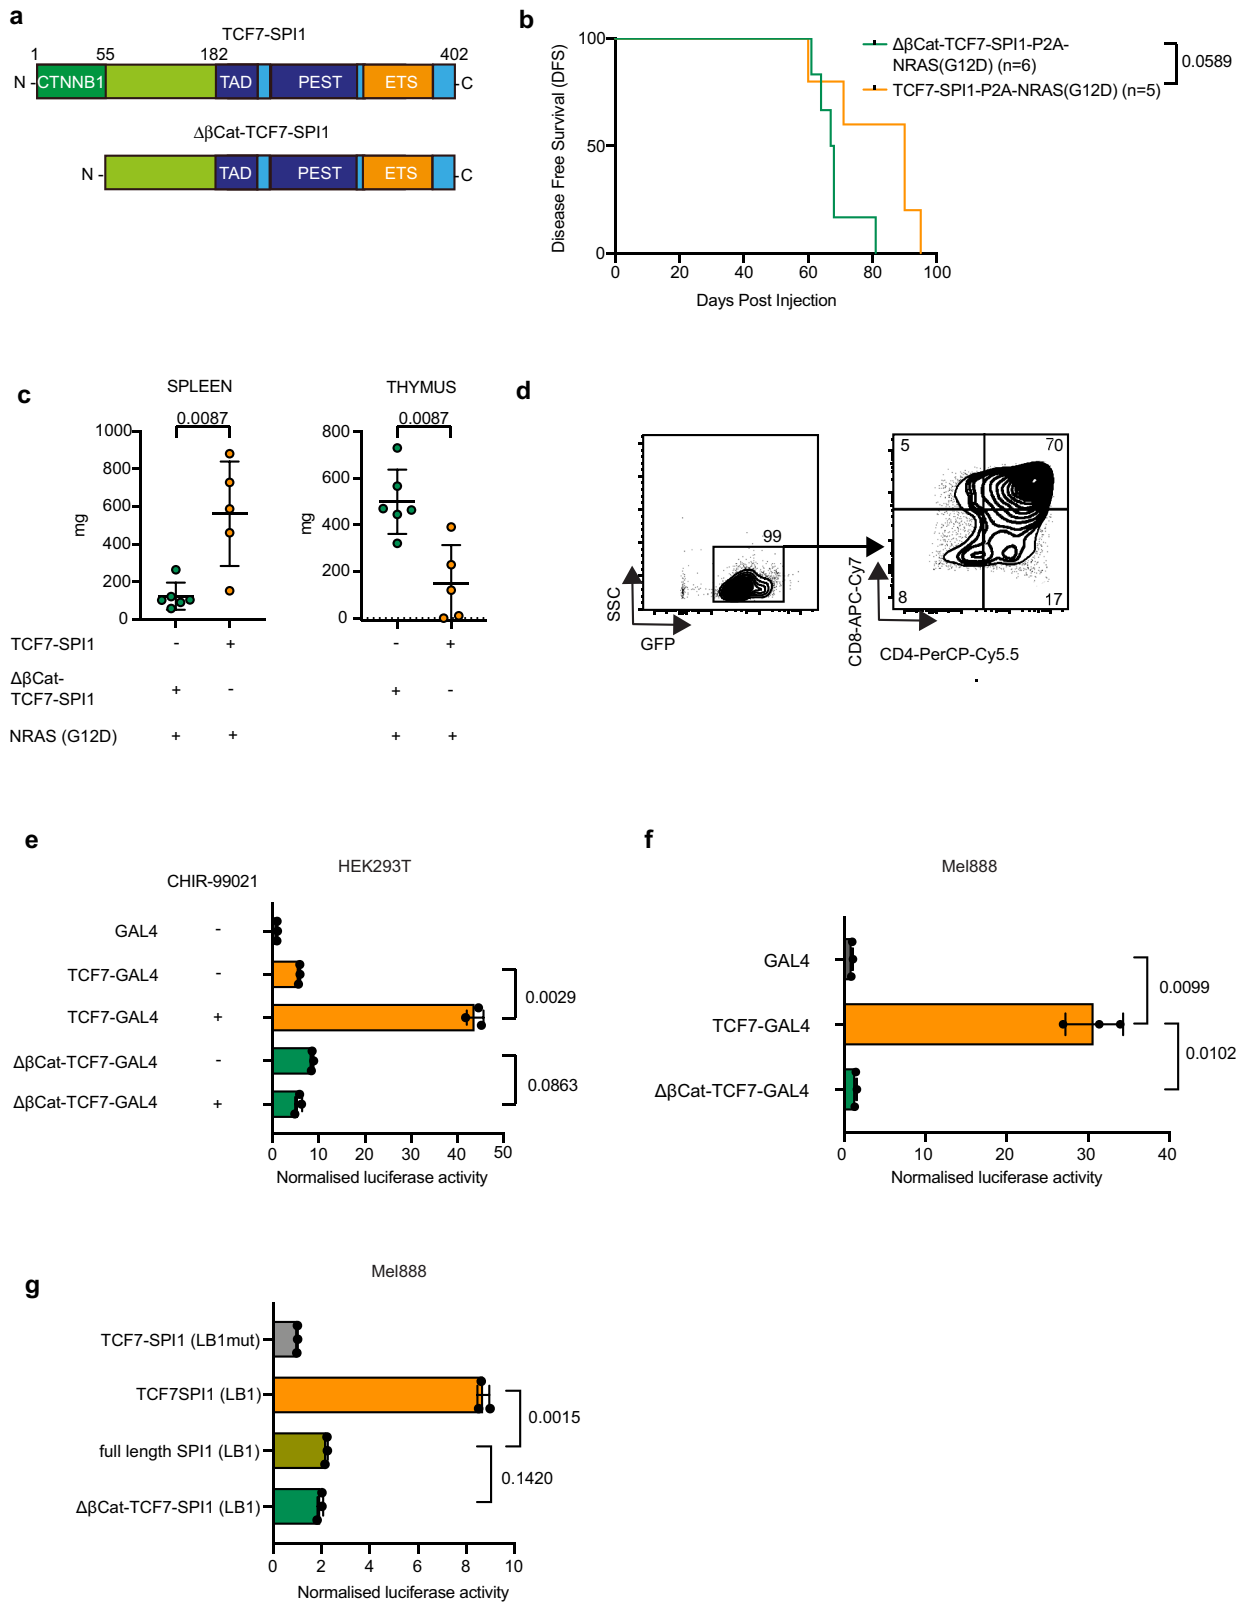 a
TCF7-SPI1
1 55 182 402
N - CTNNB1 TAD PEST ETS -C
ΔβCat-TCF7-SPI1
N - TAD PEST ETS -C
b
Disease Free Survival (DFS)
100
50
0
0 20 40 60 80 100
Days Post Injection
ΔβCat-TCF7-SPI1-P2A-
NRAS(G12D) (n=6)
TCF7-SPI1-P2A-NRAS(G12D) (n=5)
0.0589
c
SPLEEN
0.0087
mg
1000
800
600
400
200
0
THYMUS
0.0087
mg
800
600
400
200
0
TCF7-SPI1 - + - +
ΔβCat-
TCF7-SPI1 + - + -
NRAS (G12D) + + + +
d
99
SSC
GFP
5 70
8 17
CD8-APC-Cy7
CD4-PerCP-Cy5.5
e
HEK293T
CHIR-99021
GAL4 -
TCF7-GAL4 -
TCF7-GAL4 +
ΔβCat-TCF7-GAL4 -
ΔβCat-TCF7-GAL4 +
0.0029
0.0863
0 10 20 30 40 50
Normalised luciferase activity
f
Mel888
GAL4
TCF7-GAL4
ΔβCat-TCF7-GAL4
0.0099
0.0102
0 10 20 30 40
Normalised luciferase activity
g
Mel888
TCF7-SPI1 (LB1mut)
TCF7SPI1 (LB1)
full length SPI1 (LB1)
ΔβCat-TCF7-SPI1 (LB1)
0.0015
0.1420
0 2 4 6 8 10
Normalised luciferase activity